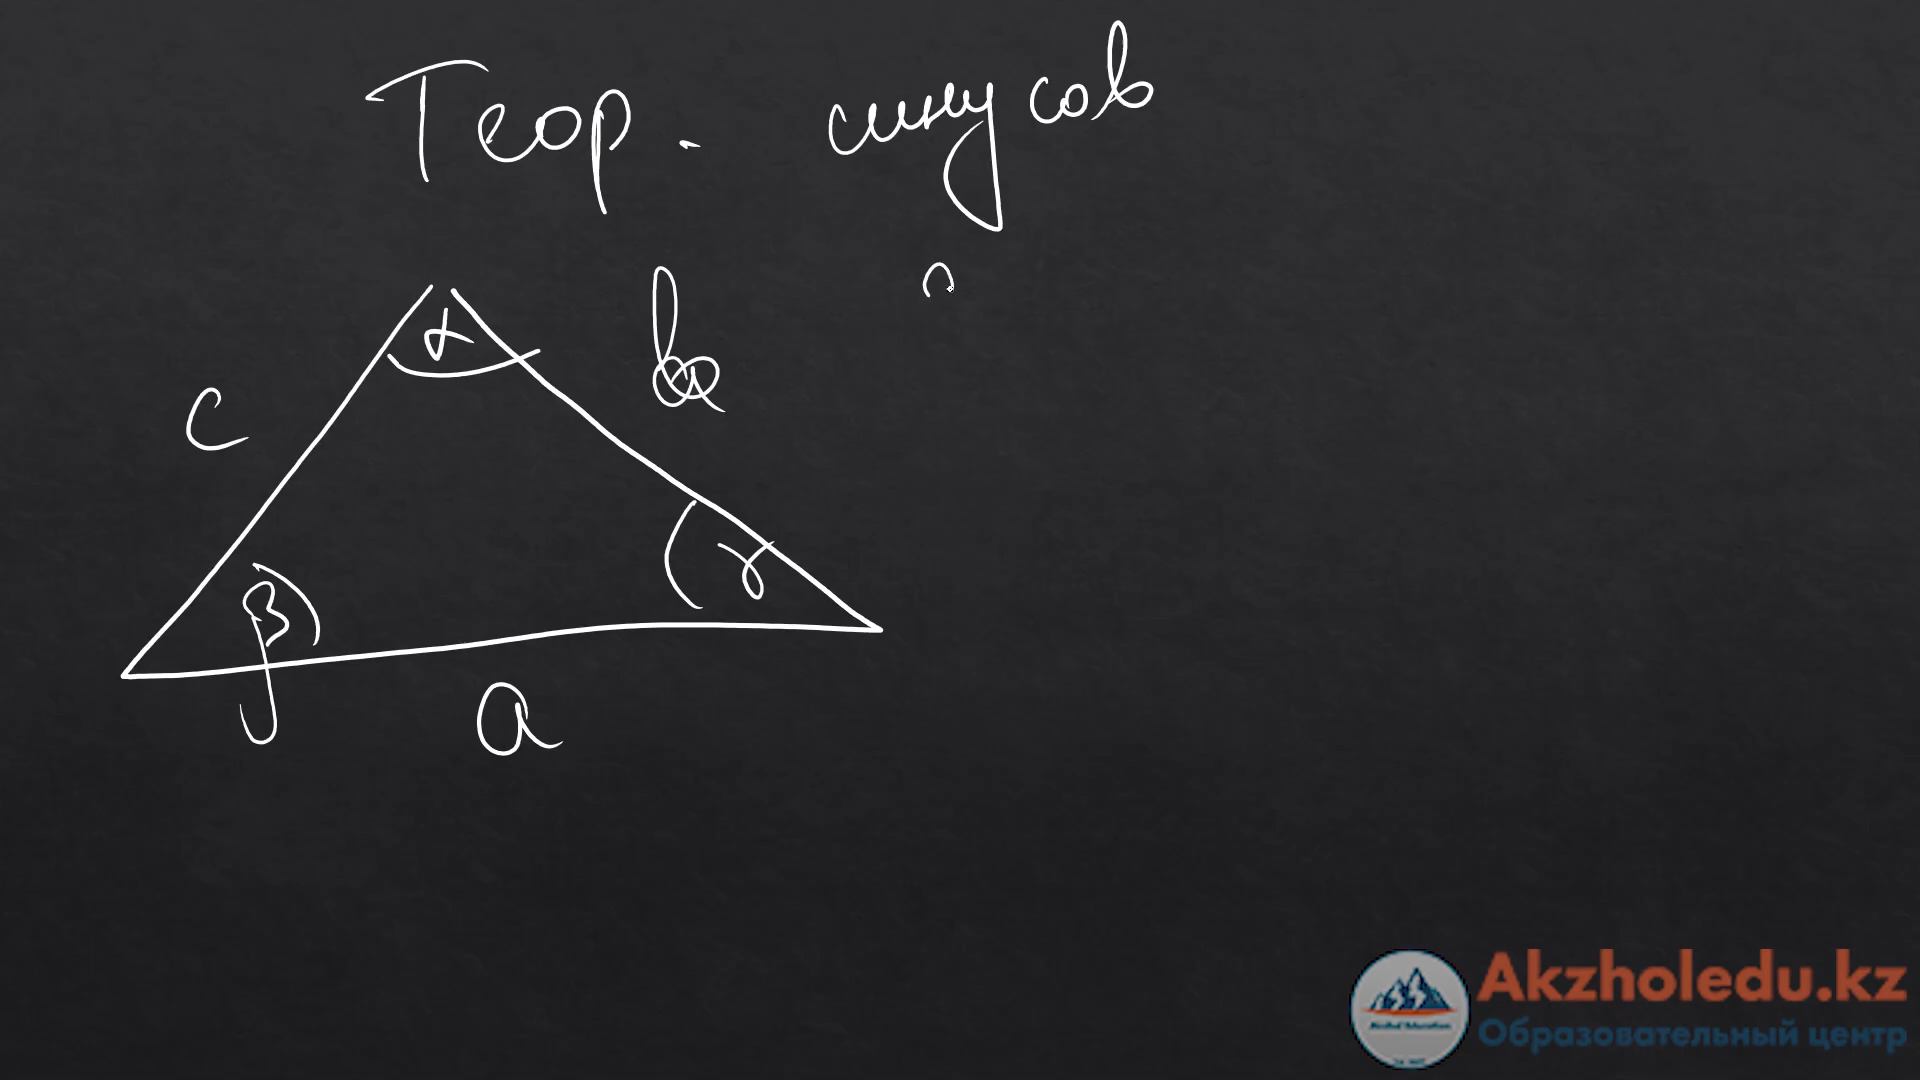 Теор. синусов
α
b
c
β
γ
a
Akzholedu.kz
Образовательный центр